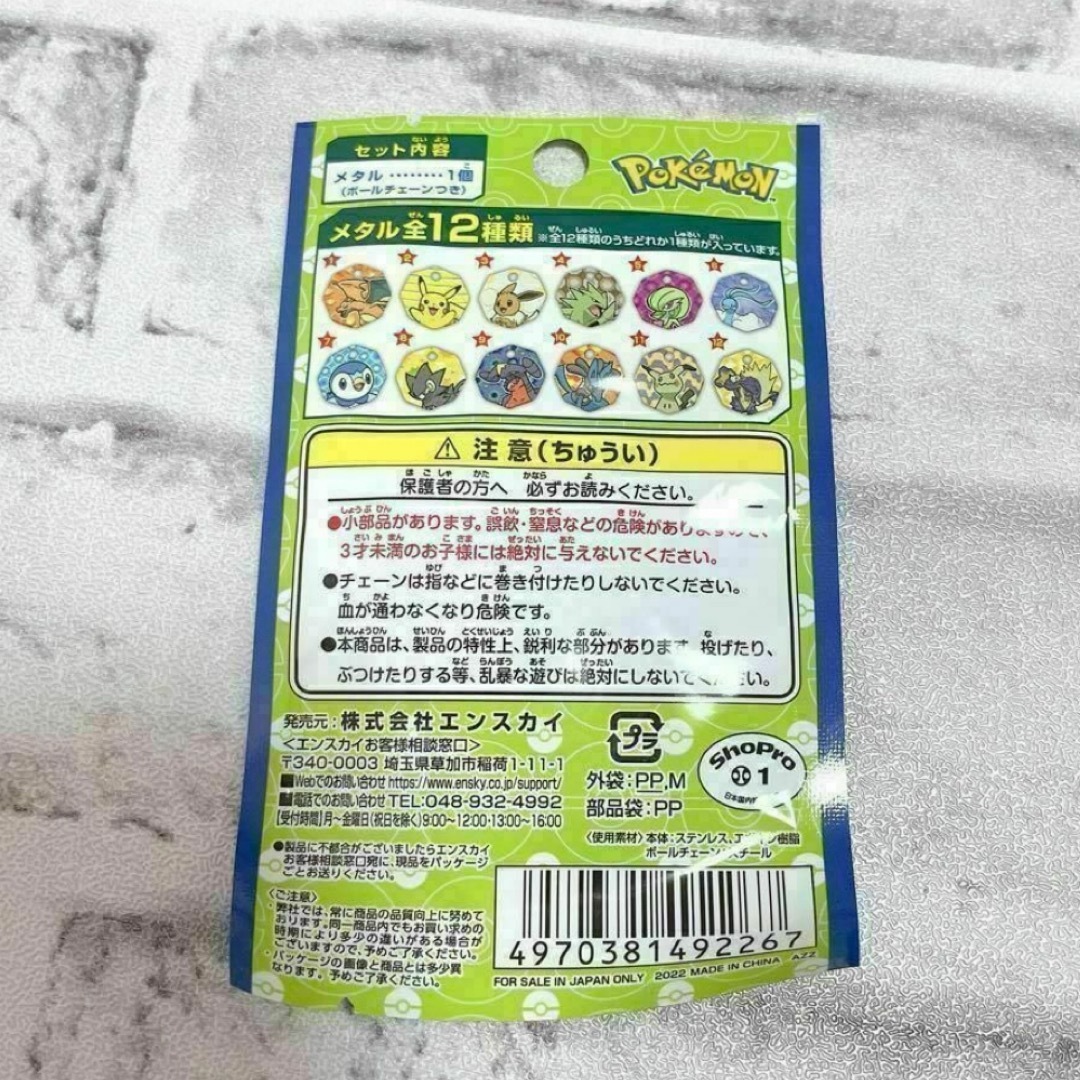 セット内容
メタル ········ 1個
(ボールチェーンつき)
Pokémon
メタル全12種類 ※全12種類のうちどれか1種類が入っています。
1 2 3 4 5 6
7 8 9 10 11 12
⚠ 注意(ちゅうい)
保護者の方へ 必ずお読みください。
●小部品があります。誤飲・窒息などの危険がありますので、
3才未満のお子様には絶対に与えないでください。
●チェーンは指などに巻き付けたりしないでください。
血が通わなくなり危険です。
●本商品は、製品の特性上、鋭利な部分があります。投げたり、
ぶつけたりする等、乱暴な遊びは絶対にしないでください。
発売元:株式会社エンスカイ
<エンスカイお客様相談窓口>
〒340-0003 埼玉県草加市稲荷1-11-1
■Webでのお問い合わせ https://www.ensky.co.jp/support/
■電話でのお問い合わせ TEL:048-932-4992
【受付時間】月~金曜日(祝日を除く)9:00~12:00・13:00~16:00
●製品に不都合がございましたらエンスカイ
お客様相談窓口宛に、現品をパッケージ
ごとお送りください。
<ご注意>
・弊社では、常に商品の品質向上に努めて
おります。同一商品内でもお買い求めの
時期により多少の違いがある場合が
ございますので、予めご了承ください。
・パッケージの画像と商品とは多少異
なります。予めご了承ください。
プラ
外袋:PP,M
部品袋:PP
ShoPro
1
日本国内
<使用素材> 本体:ステンレス、エポキシ樹脂
ボールチェーン:スチール
4970381492267
FOR SALE IN JAPAN ONLY 2022 MADE IN CHINA AZZ